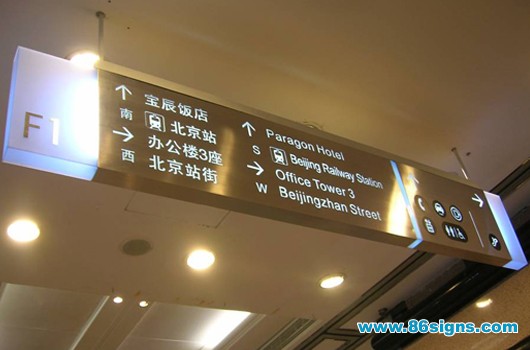 F1
宝辰饭店
南 北京站
办公楼3座
西 北京站街
Paragon Hotel
S Beijing Railway Station
Office Tower 3
W Beijingzhan Street
www.86signs.com